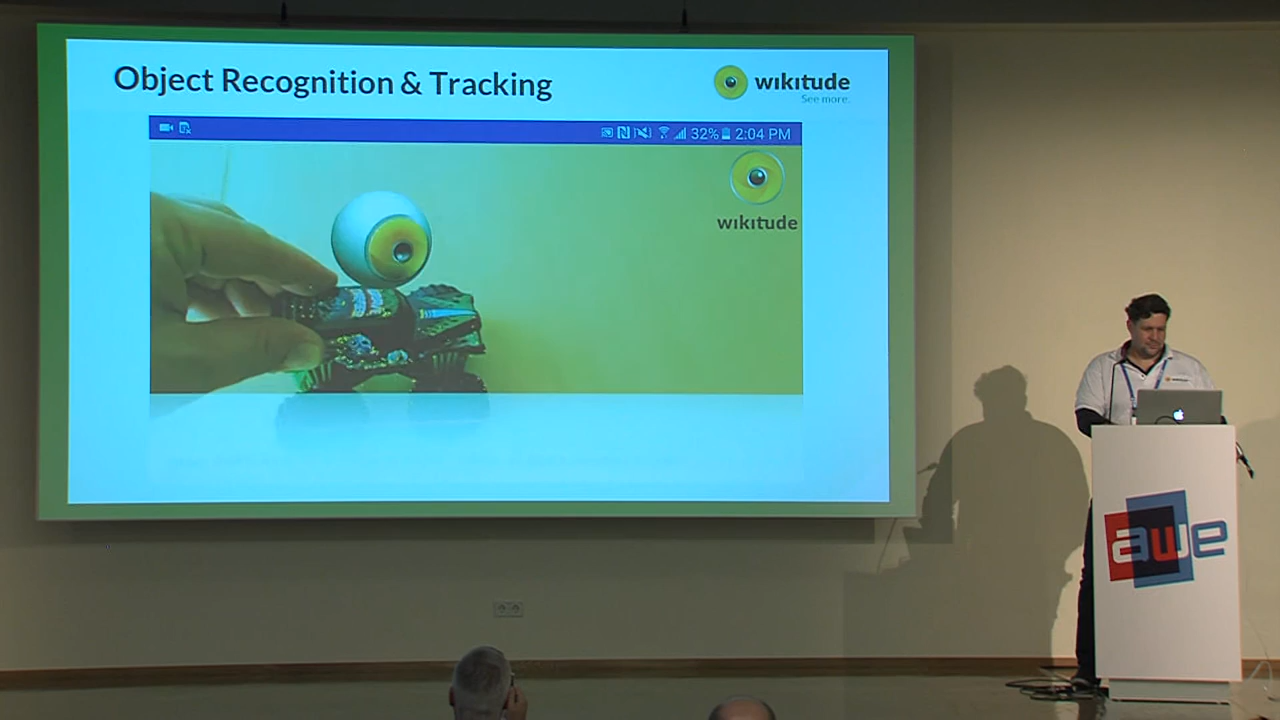 Object Recognition & Tracking
wikitude
See more.
32% 2:04 PM
wikitude
awe